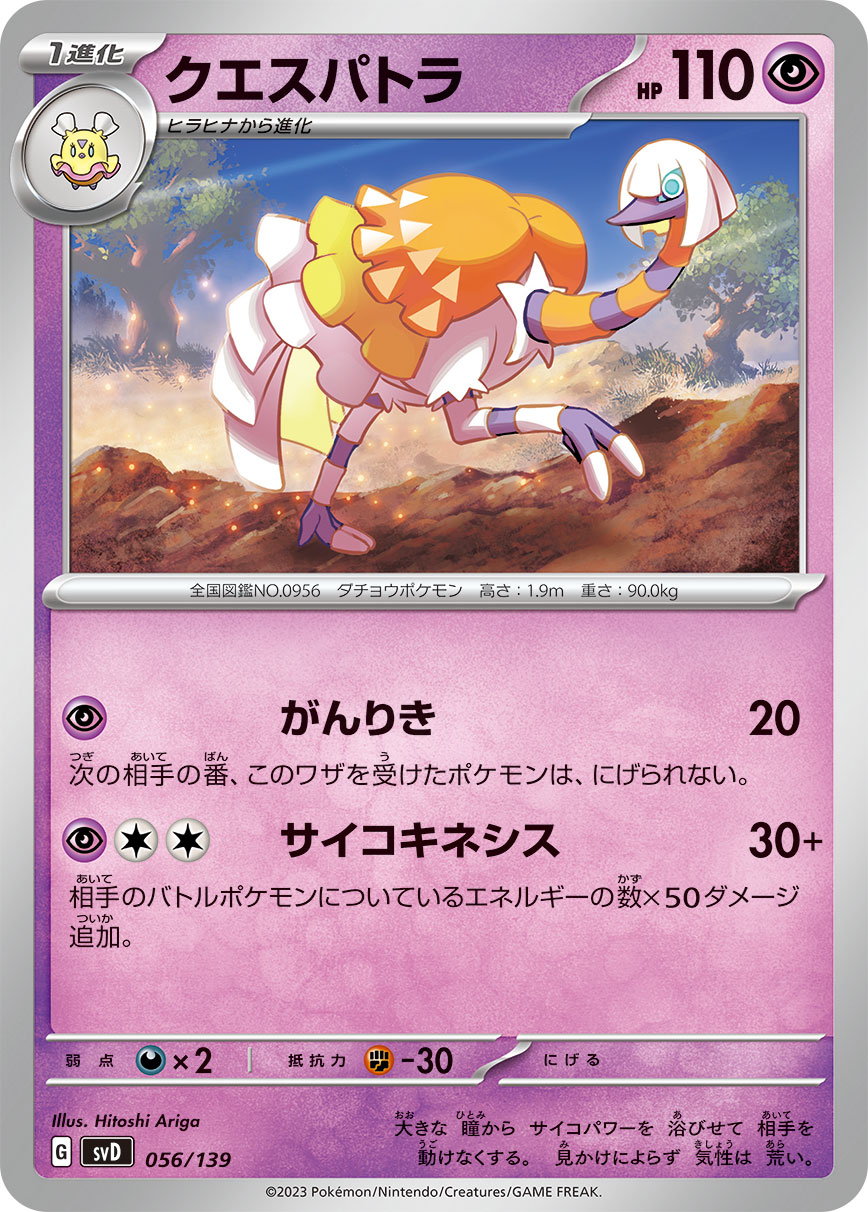 1進化
クエスパトラ
HP 110
ヒラヒナから進化
全国図鑑NO.0956 ダチョウポケモン 高さ：1.9m 重さ：90.0kg
がんりき 20
次の相手の番、このワザを受けたポケモンは、にげられない。
サイコキネシス 30+
相手のバトルポケモンについているエネルギーの数×50ダメージ
追加。
弱点 ×2 抵抗力 -30 にげる
Illus. Hitoshi Ariga
G svD 056/139
大きな 瞳から サイコパワーを 浴びせて 相手を
動けなくする。 見かけによらず 気性は 荒い。
©2023 Pokémon/Nintendo/Creatures/GAME FREAK.